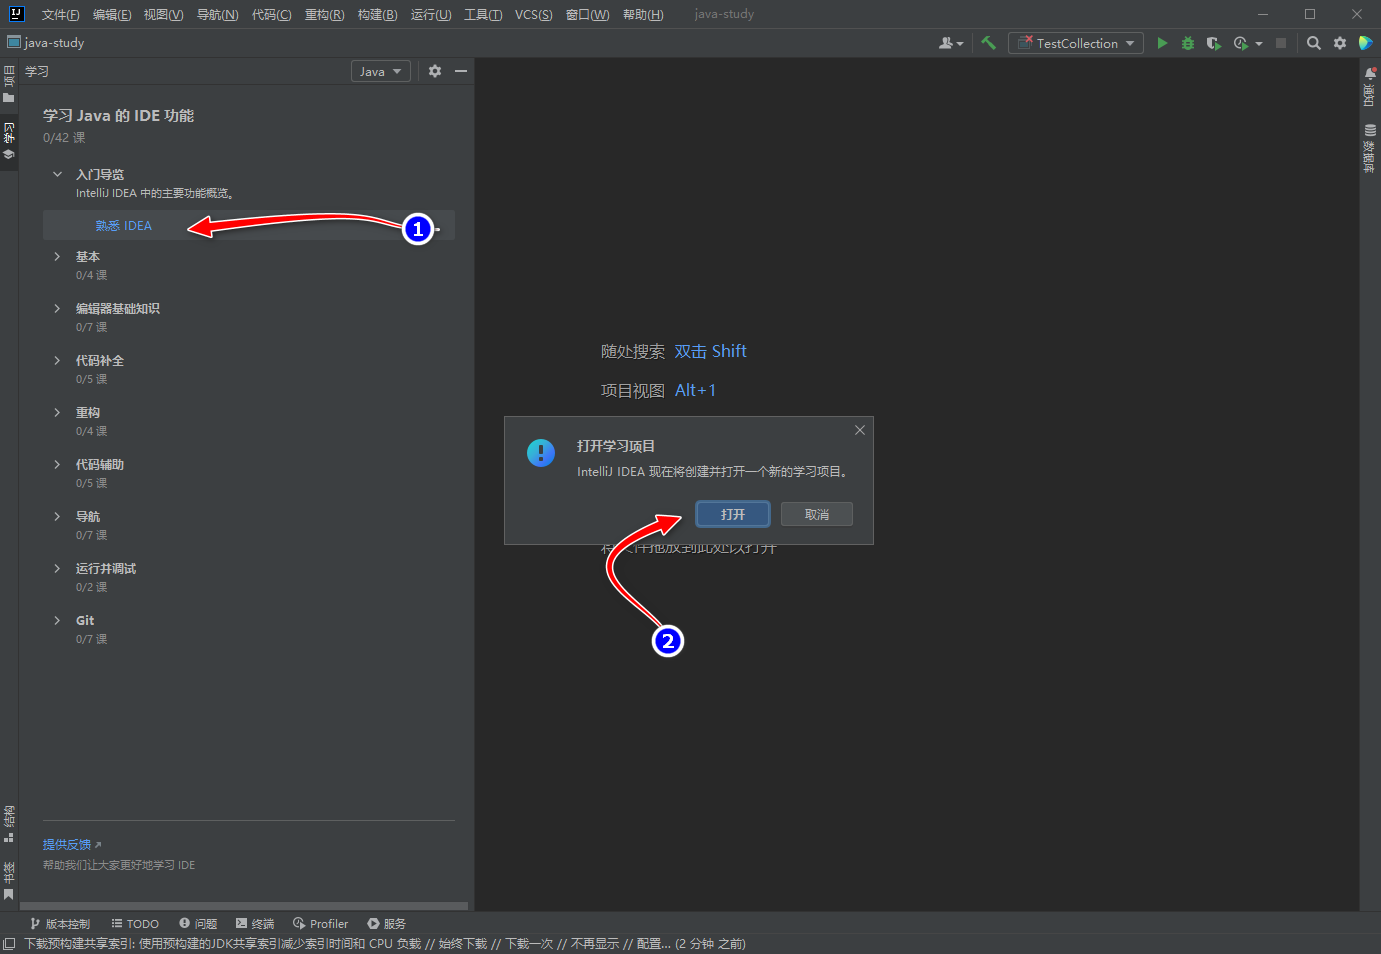 IJ 文件(F) 编辑(E) 视图(V) 导航(N) 代码(C) 重构(R) 构建(B) 运行(U) 工具(T) VCS(S) 窗口(W) 帮助(H) java-study
java-study
TestCollection
项目
学习
学习
Java
通知
数据库
学习 Java 的 IDE 功能
0/42 课
入门导览
IntelliJ IDEA 中的主要功能概览。
熟悉 IDEA
1
基本
0/4 课
编辑器基础知识
0/7 课
代码补全
0/5 课
重构
0/4 课
代码辅助
0/5 课
导航
0/7 课
运行并调试
0/2 课
Git
0/7 课
随处搜索 双击 Shift
项目视图 Alt+1
打开学习项目
IntelliJ IDEA 现在将创建并打开一个新的学习项目。
打开
取消
将文件拖放到此处以打开
2
结构
书签
提供反馈
帮助我们让大家更好地学习 IDE
版本控制 TODO 问题 终端 Profiler 服务
下载预构建共享索引: 使用预构建的JDK共享索引减少索引时间和 CPU 负载 // 始终下载 // 下载一次 // 不再显示 // 配置... (2 分钟 之前)